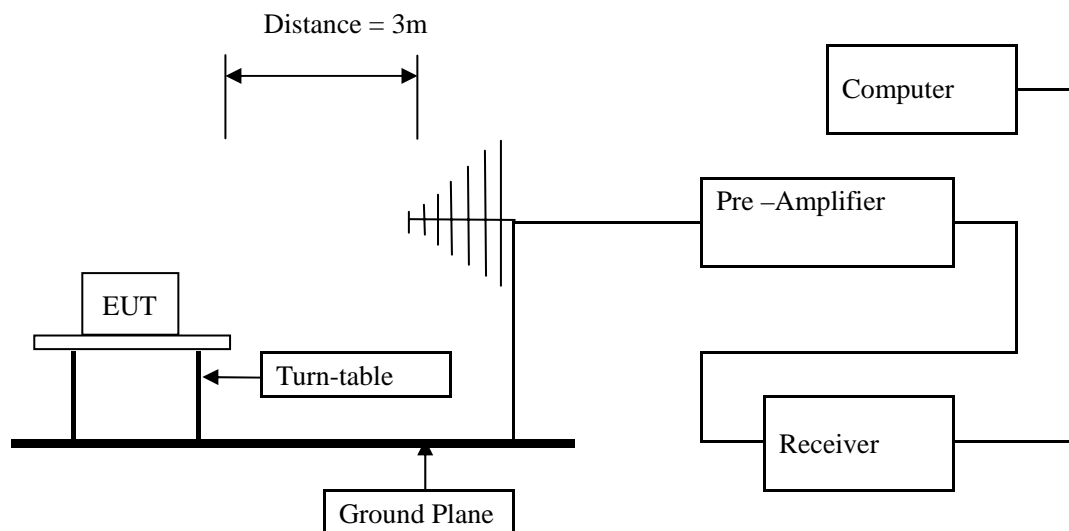 Distance = 3m
Computer
Pre –Amplifier
EUT
Turn-table
Receiver
Ground Plane